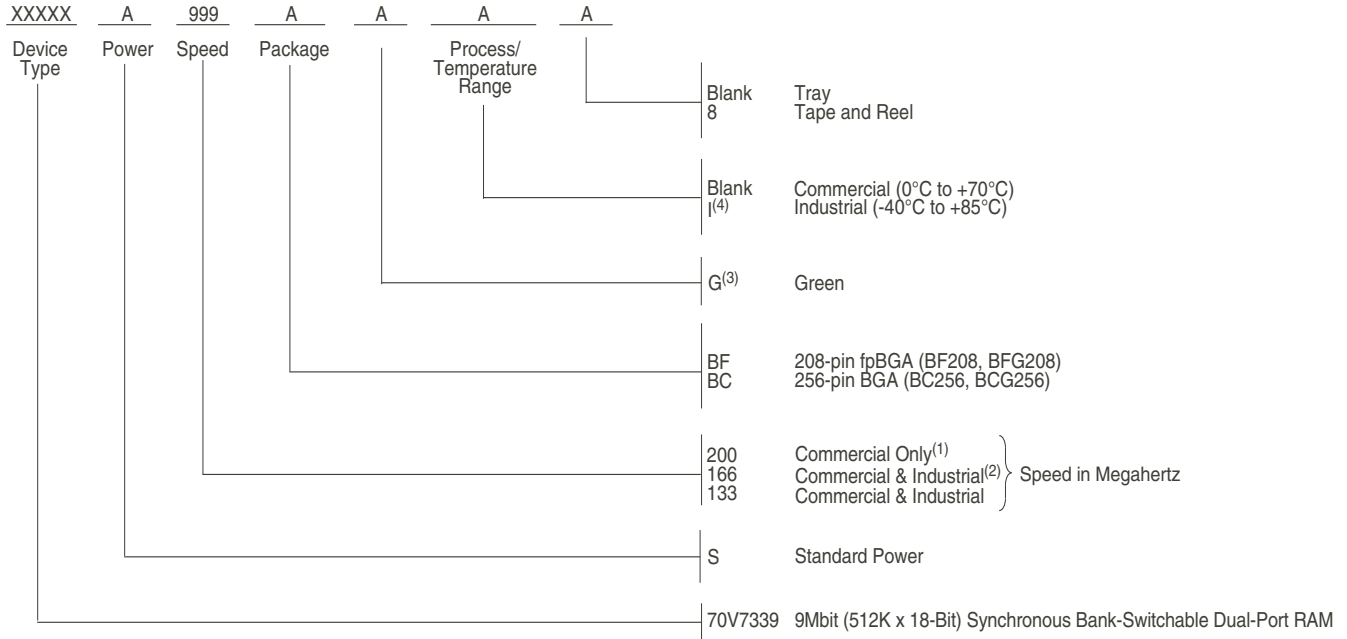 XXXXX A 999 A A A A
Device Type
Power
Speed
Package
Process/
Temperature
Range
Blank Tray
8 Tape and Reel
Blank Commercial (0°C to +70°C)
I(4) Industrial (-40°C to +85°C)
G(3) Green
BF 208-pin fpBGA (BF208, BFG208)
BC 256-pin BGA (BC256, BCG256)
200 Commercial Only(1)
166 Commercial & Industrial(2)
133 Commercial & Industrial
Speed in Megahertz
S Standard Power
70V7339 9Mbit (512K x 18-Bit) Synchronous Bank-Switchable Dual-Port RAM